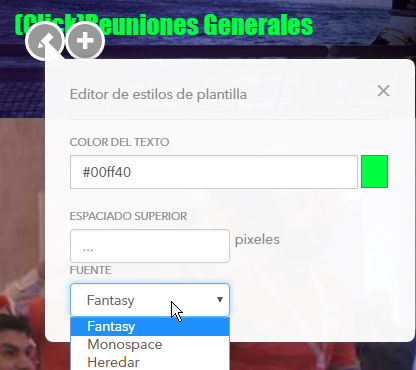 (Click)Reuniones Generales
Editor de estilos de plantilla
COLOR DEL TEXTO
#00ff40
ESPACIADO SUPERIOR
...
pixeles
FUENTE
Fantasy
Fantasy
Monospace
Heredar